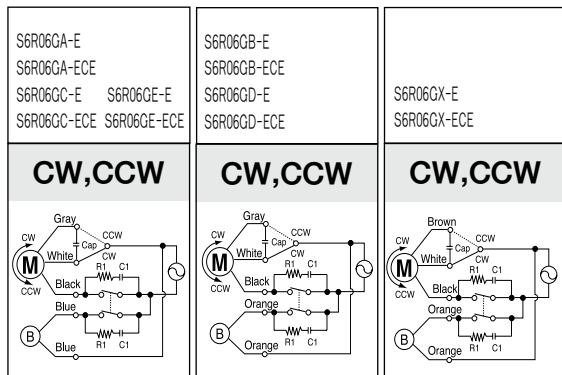 S6R06GA-E
S6R06GA-ECE
S6R06GC-E S6R06GE-E
S6R06GC-ECE S6R06GE-ECE
CW,CCW
Gray
CW
CCW
Cap
White
CW
M
R1 C1
CCW
Black
Blue
B
R1 C1
Blue
S6R06GB-E
S6R06GB-ECE
S6R06GD-E
S6R06GD-ECE
CW,CCW
Gray
CW
CCW
Cap
White
CW
M
R1 C1
CCW
Black
Orange
B
R1 C1
Orange
S6R06GX-E
S6R06GX-ECE
CW,CCW
Brown
CW
CCW
Cap
White
CW
M
R1 C1
CCW
Black
Orange
B
R1 C1
Orange